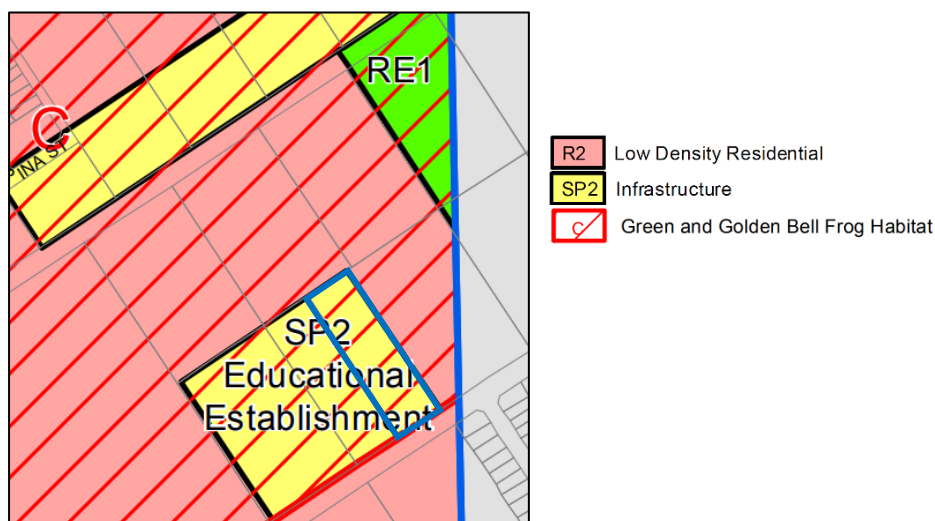 RE1
C
INA ST
SP2
Educational
Establishment
R2 Low Density Residential
SP2 Infrastructure
C Green and Golden Bell Frog Habitat